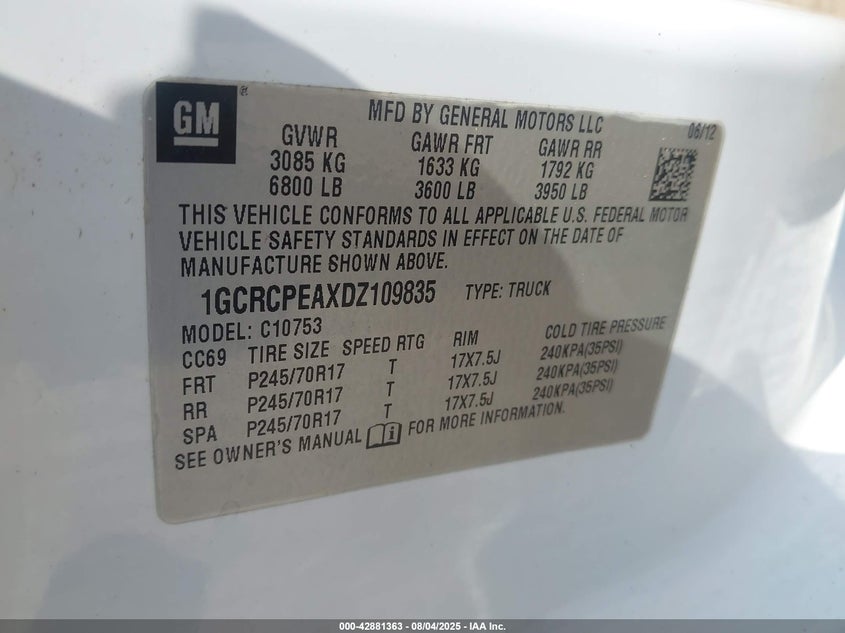 GM ®
MFD BY GENERAL MOTORS LLC 06/12
GVWR GAWR FRT GAWR RR
3085 KG 1633 KG 1792 KG
6800 LB 3600 LB 3950 LB
THIS VEHICLE CONFORMS TO ALL APPLICABLE U.S. FEDERAL MOTOR
VEHICLE SAFETY STANDARDS IN EFFECT ON THE DATE OF
MANUFACTURE SHOWN ABOVE.
1GCRCPEAXDZ109835 TYPE: TRUCK
MODEL: C10753
CC69 TIRE SIZE SPEED RTG RIM COLD TIRE PRESSURE
FRT P245/70R17 T 17X7.5J 240KPA(35PSI)
RR P245/70R17 T 17X7.5J 240KPA(35PSI)
SPA P245/70R17 T 17X7.5J 240KPA(35PSI)
SEE OWNER'S MANUAL FOR MORE INFORMATION.
000-42881363 - 08/04/2025 - IAA Inc.